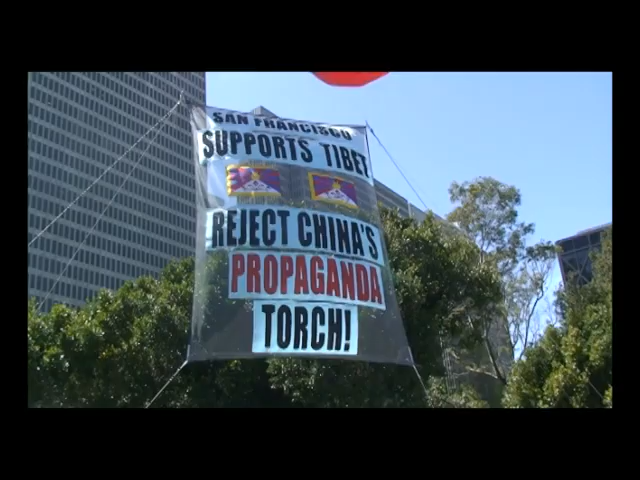 SAN FRANCISCO
SUPPORTS TIBET
REJECT CHINA'S
PROPAGANDA
TORCH!